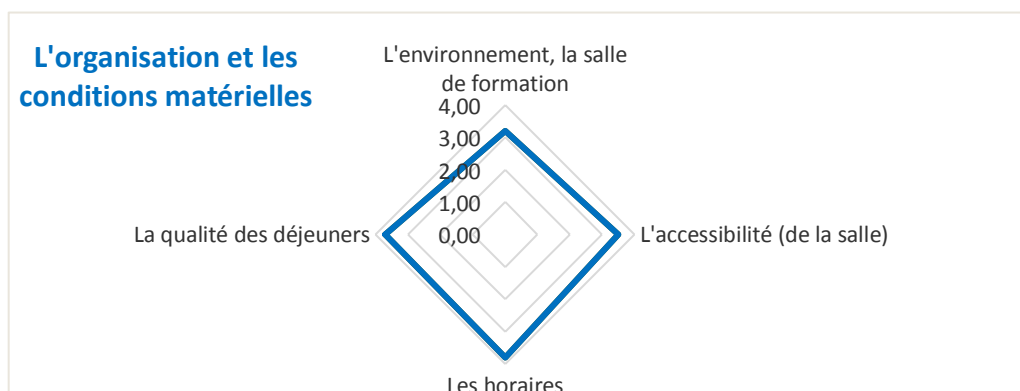 L'organisation et les
conditions matérielles
L'environnement, la salle
de formation
4,00
3,00
2,00
1,00
0,00
La qualité des déjeuners
L'accessibilité (de la salle)
Les horaires